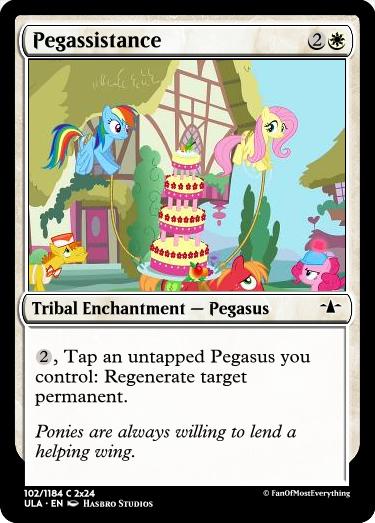 Pegassistance 2
Tribal Enchantment — Pegasus
2, Tap an untapped Pegasus you
control: Regenerate target
permanent.
Ponies are always willing to lend a
helping wing.
102/1184 C 2x24
ULA • EN Hasbro Studios
© FanOfMostEverything